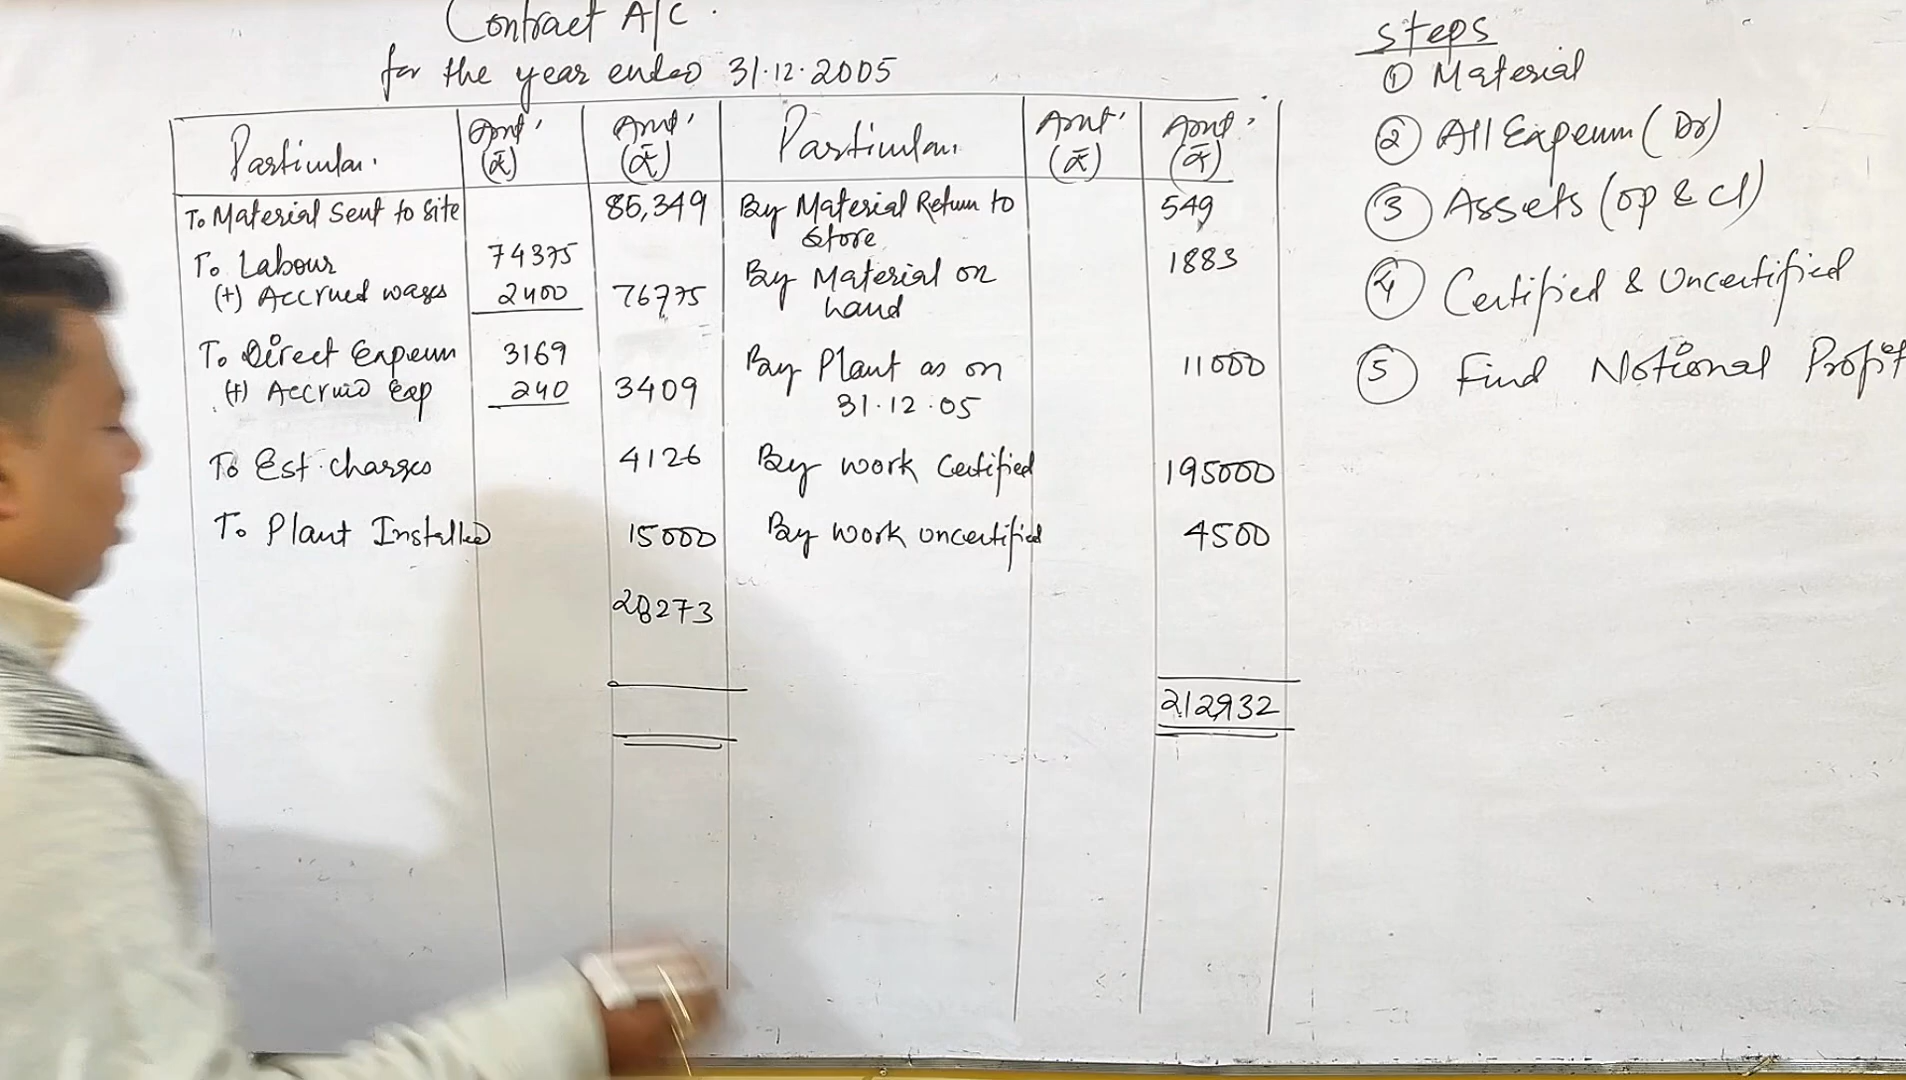 Contract A/C.
for the year ended 31.12.2005
Particular. Amt. (₹) Amt. (₹) Particular. Amt. (₹) Amt. (₹)
To Material Sent to Site 85,349 By Material Return to Store 549
To Labour 74375 By Material on hand 1883
(+) Accrued wages 2400 76775
To Direct Expenses 3169 By Plant as on 31.12.05 11000
(+) Accrued Exp 240 3409
To Est. charges 4126 By work Certified 195000
To Plant Installed 15000 By work uncertified 4500
28273
212932
Steps
① Material
② All Expenses (Dr)
③ Assets (op & cl)
④ Certified & Uncertified
⑤ Find Notional Profit